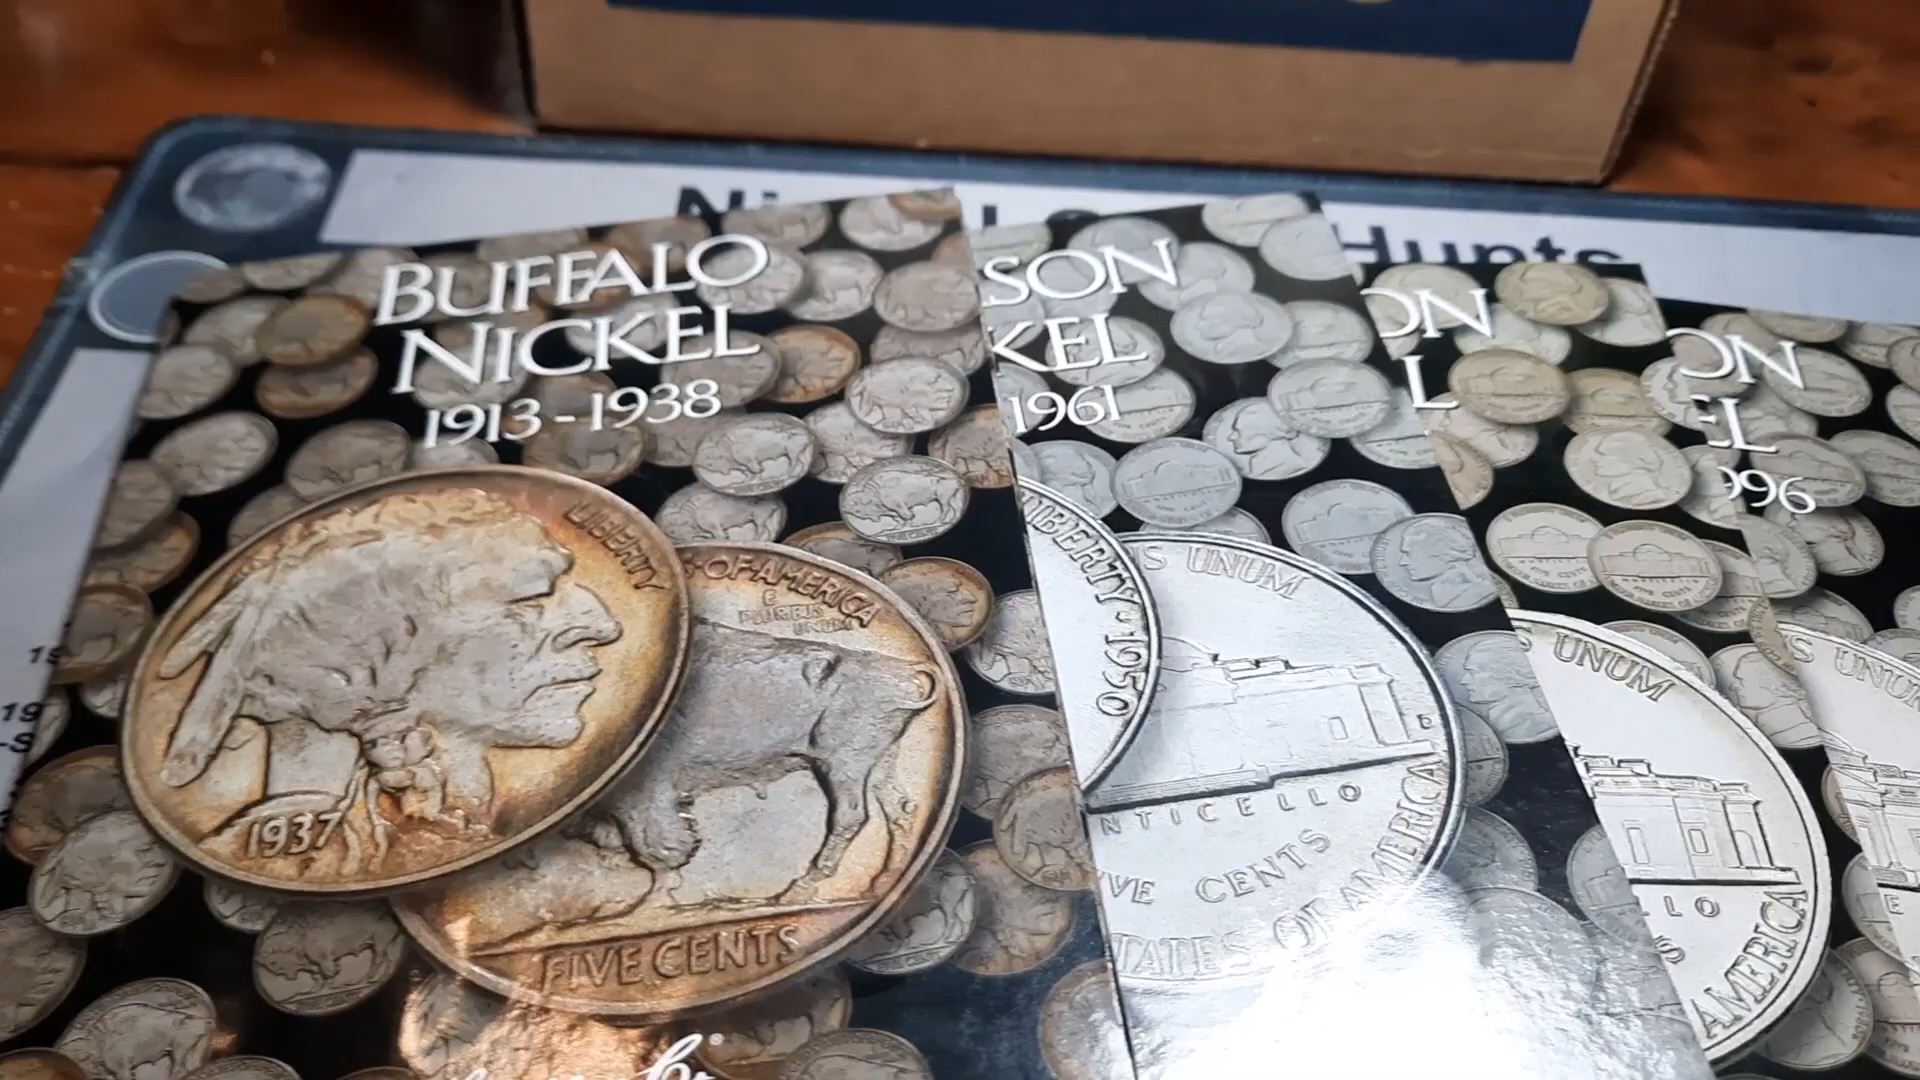 Hunts
BUFFALO
NICKEL
1913 - 1938
LIBERTY
1937
OF AMERICA
E
PLURIBUS
UNUM
FIVE CENTS
SON
KEL
1961
LIBERTY · 1950
S UNUM
D
NTICELLO
VE CENTS
TATES OF AMERICA
ON
L
UNUM
LO
S
AMERICA
ON
EL
996
S UNUM
E